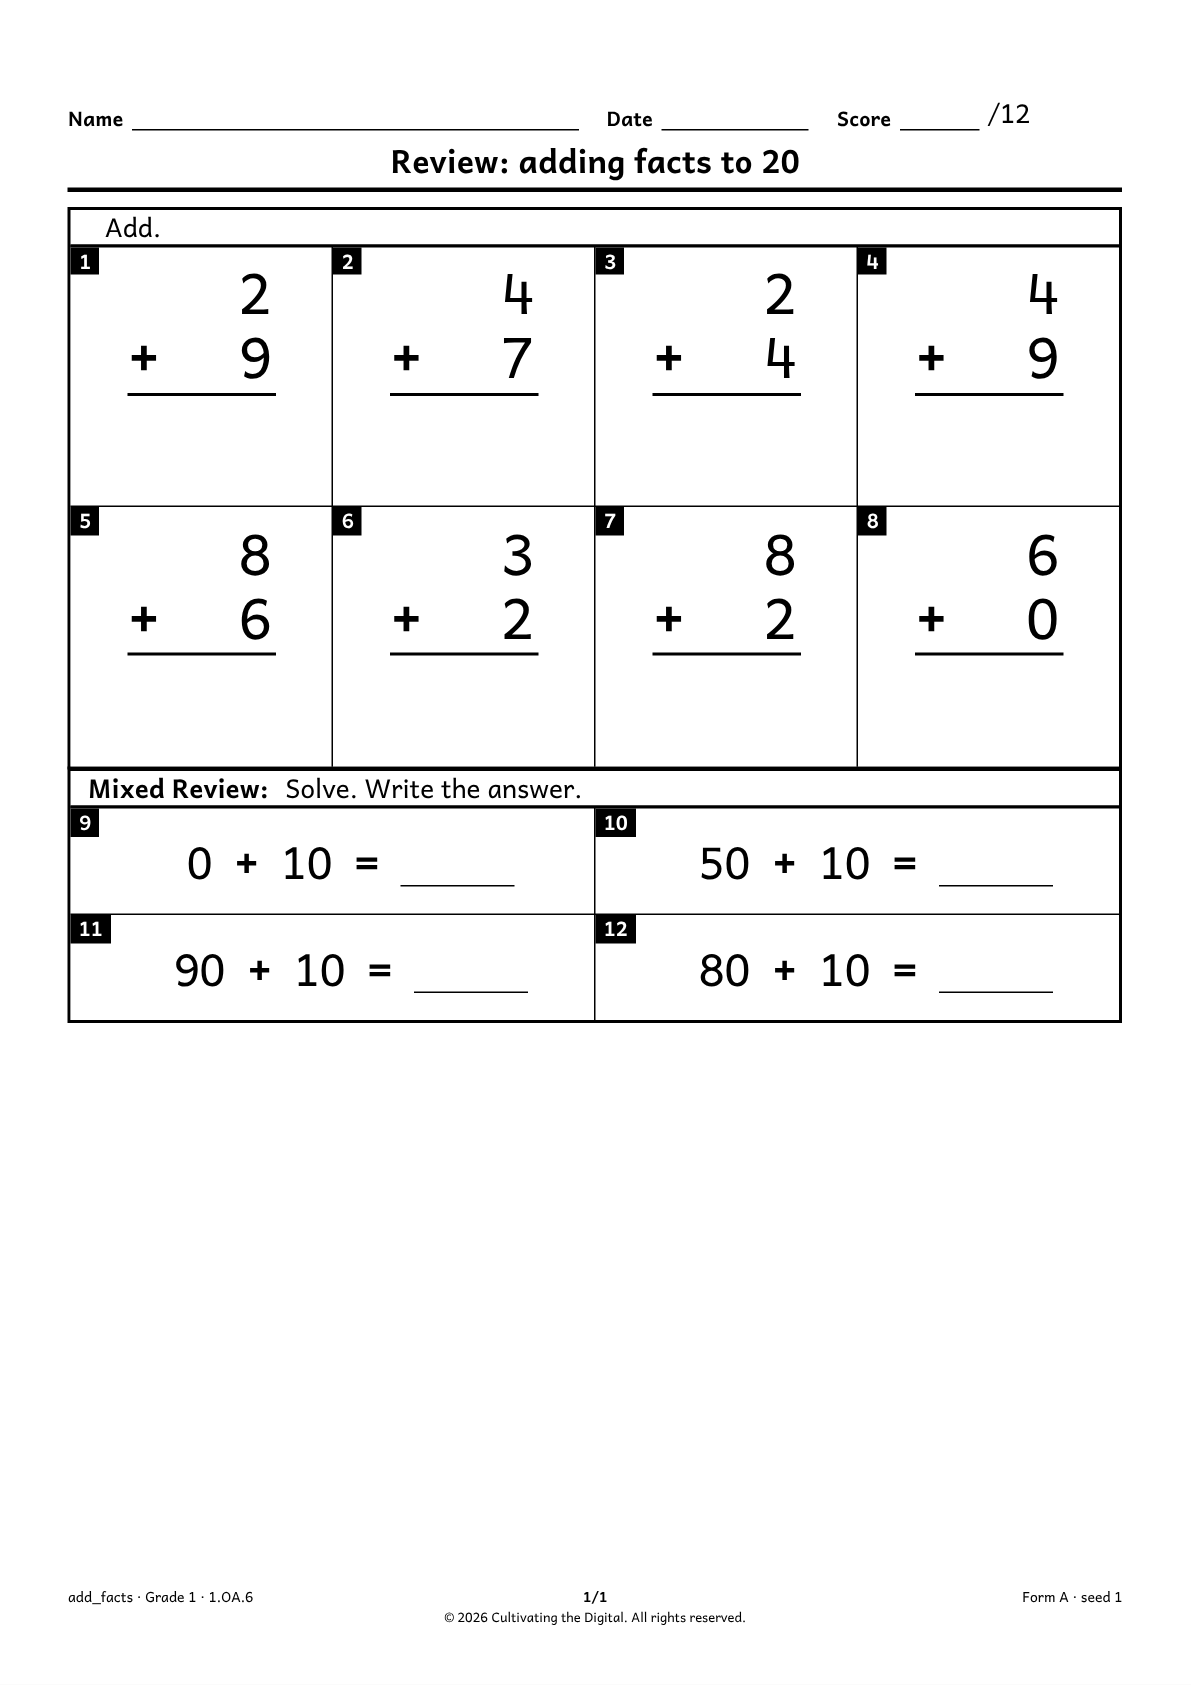 Name Date Score /12
Review: adding facts to 20
Add.
1 2 3 4
2 4 2 4
+ 9 + 7 + 4 + 9
5 6 7 8
8 3 8 6
+ 6 + 2 + 2 + 0
Mixed Review: Solve. Write the answer.
9 10
0 + 10 = 50 + 10 =
11 12
90 + 10 = 80 + 10 =
add_facts · Grade 1 · 1.OA.6 1/1 Form A · seed 1
© 2026 Cultivating the Digital. All rights reserved.